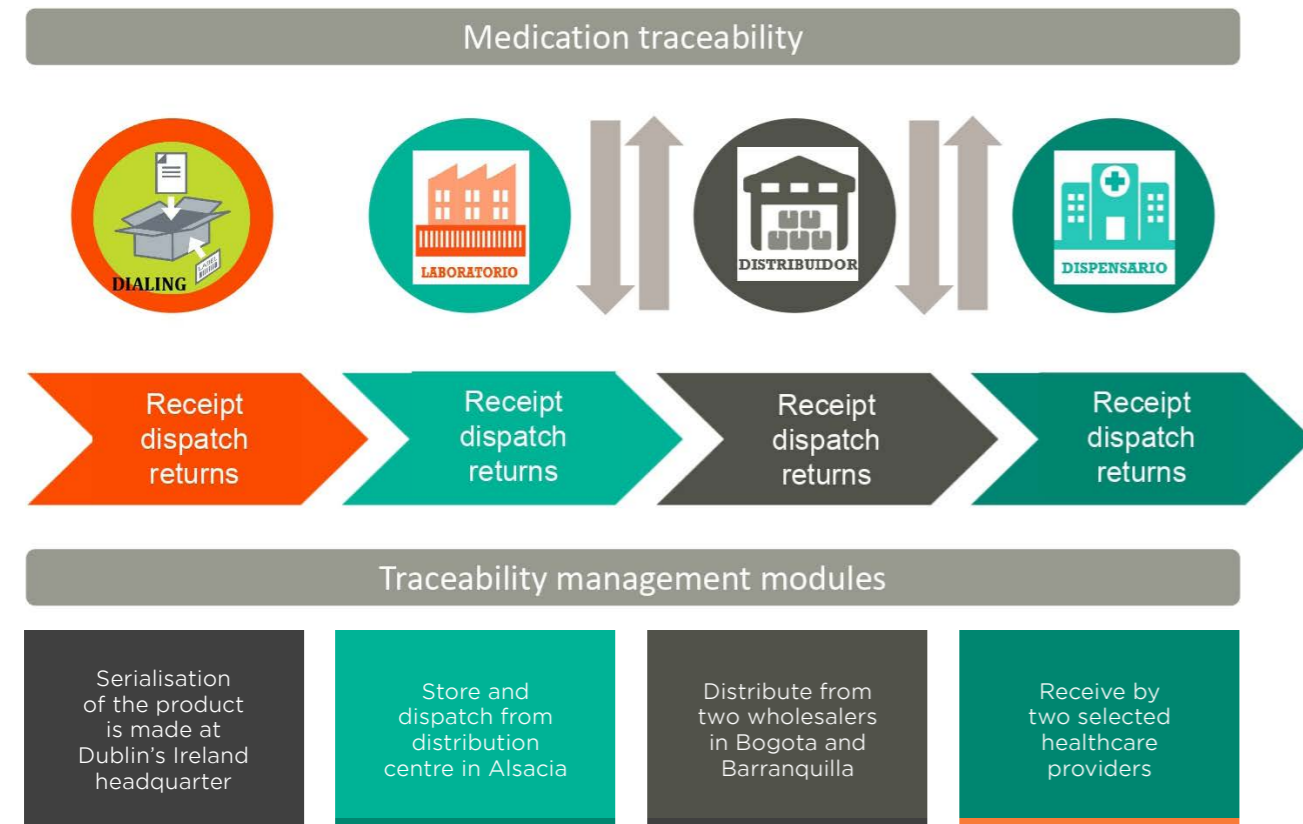 Medication traceability
LABEL
DIALING
LABORATORIO
DISTRIBUIDOR
DISPENSARIO
Receipt
dispatch
returns
Receipt
dispatch
returns
Receipt
dispatch
returns
Receipt
dispatch
returns
Traceability management modules
Serialisation
of the product
is made at
Dublin's Ireland
headquarter
Store and
dispatch from
distribution
centre in Alsacia
Distribute from
two wholesalers
in Bogota and
Barranquilla
Receive by
two selected
healthcare
providers